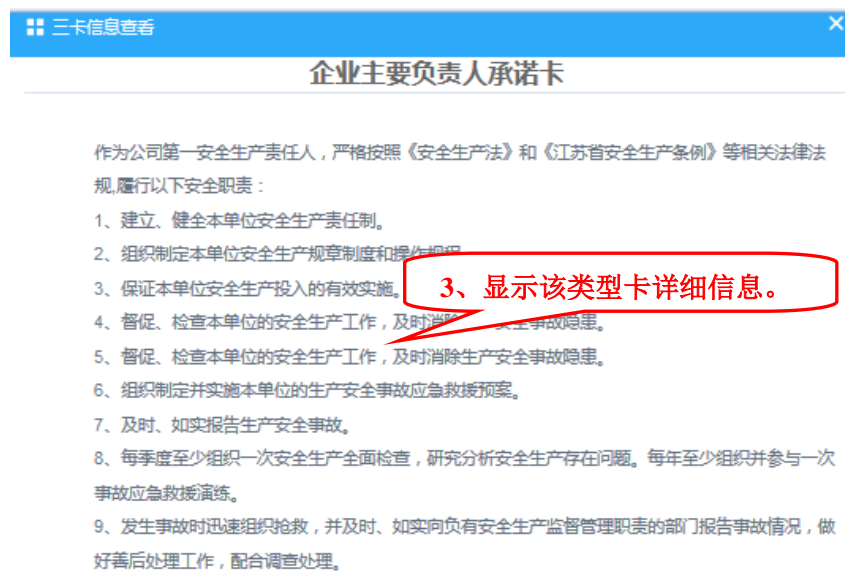 三卡信息查看
企业主要负责人承诺卡
作为公司第一安全生产责任人，严格按照《安全生产法》和《江苏省安全生产条例》等相关法律法
规,履行以下安全职责：
1、建立、健全本单位安全生产责任制。
2、组织制定本单位安全生产规章制度和操作规程
3、保证本单位安全生产投入的有效实施。
3、显示该类型卡详细信息。
4、督促、检查本单位的安全生产工作，及时消除 安全事故隐患。
5、督促、检查本单位的安全生产工作，及时消除生产安全事故隐患。
6、组织制定并实施本单位的生产安全事故应急救援预案。
7、及时、如实报告生产安全事故。
8、每季度至少组织一次安全生产全面检查，研究分析安全生产存在问题。每年至少组织并参与一次
事故应急救援演练。
9、发生事故时迅速组织抢救，并及时、如实向负有安全生产监督管理职责的部门报告事故情况，做
好善后处理工作，配合调查处理。